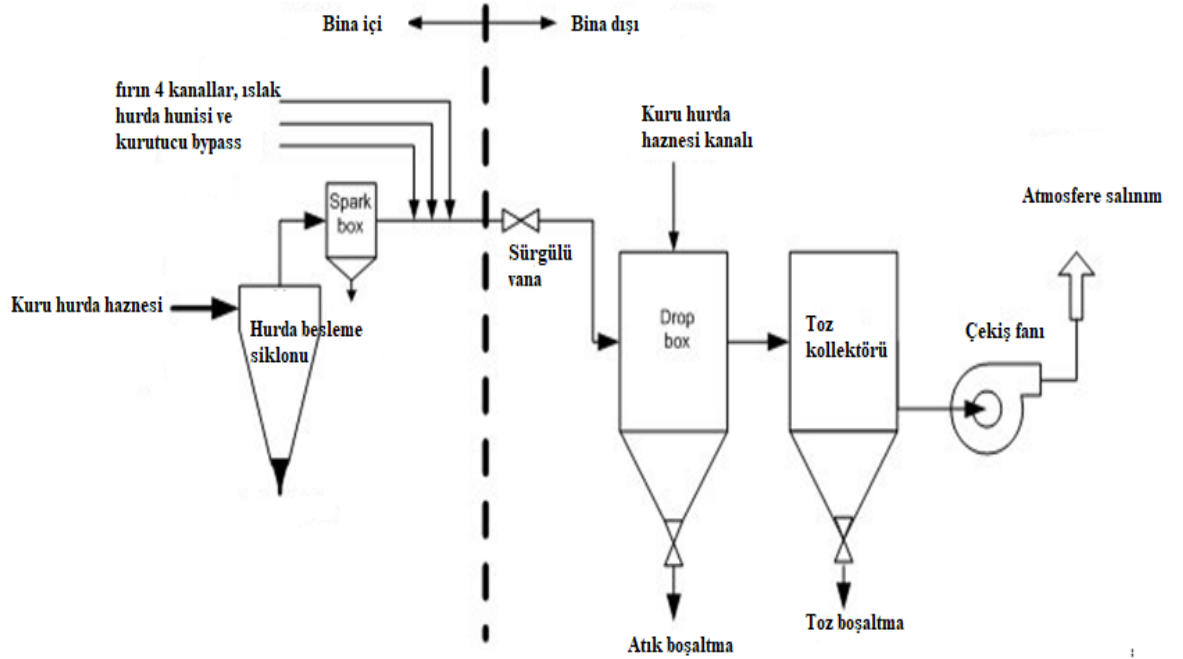 Bina içi
Bina dışı
fırın 4 kanallar, ıslak
hurda hunisi ve
kurutucu bypass
Kuru hurda
haznesi kanalı
Atmosfere salınım
Spark
box
Sürgülü
vana
Kuru hurda haznesi
Hurda besleme
siklonu
Drop
box
Toz
kollektörü
Çekiş fanı
Atık boşaltma
Toz boşaltma